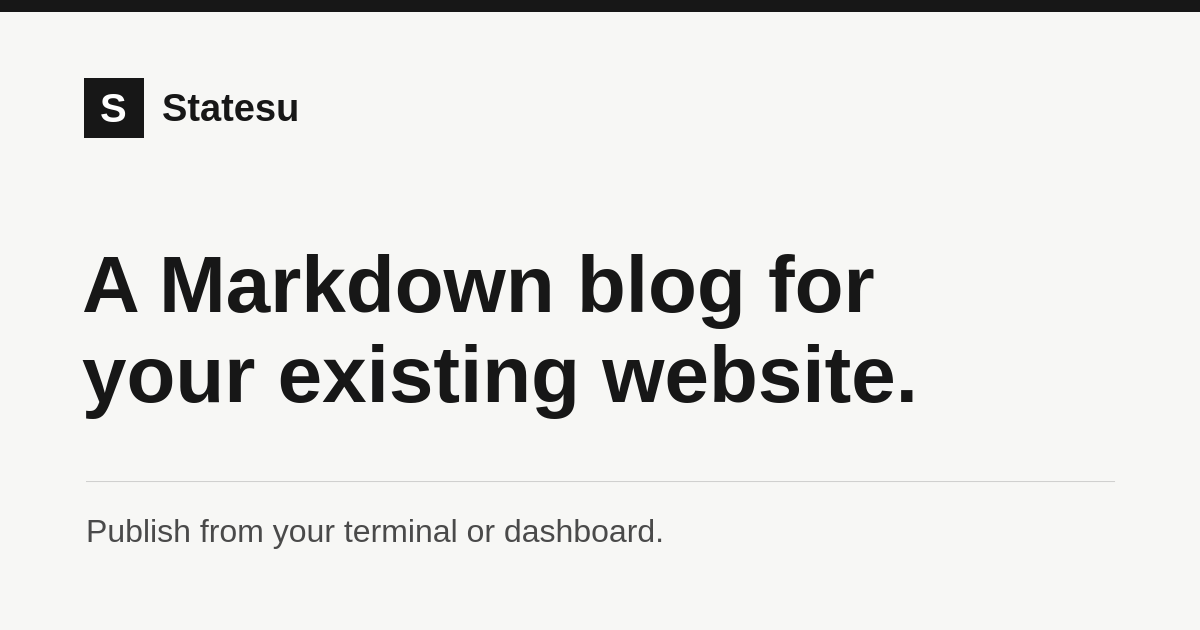 S Statesu
A Markdown blog for
your existing website.
Publish from your terminal or dashboard.